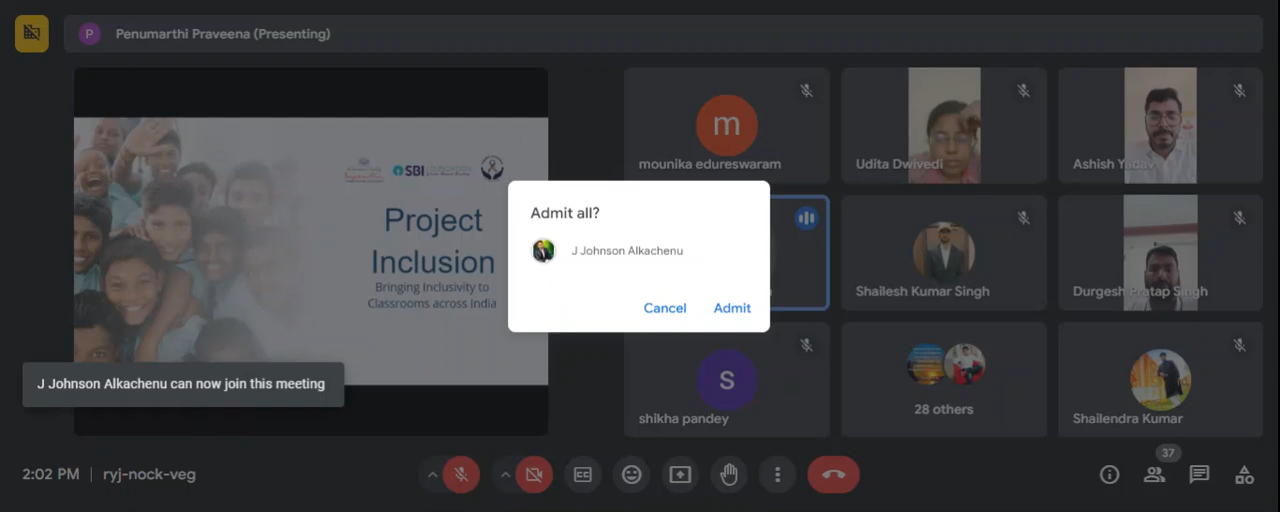 P Penumarthi Praveena (Presenting)
SBI
Project
Inclusion
Bringing Inclusivity to
Classrooms across India
m
mounika edureswaram
Udita Dwivedi
Ashish Yadav
Admit all?
J Johnson Alkachenu
Cancel Admit
Shailesh Kumar Singh
Durgesh Pratap Singh
J Johnson Alkachenu can now join this meeting
s
shikha pandey
28 others
Shailendra Kumar
2:02 PM | ryj-nock-veg
37